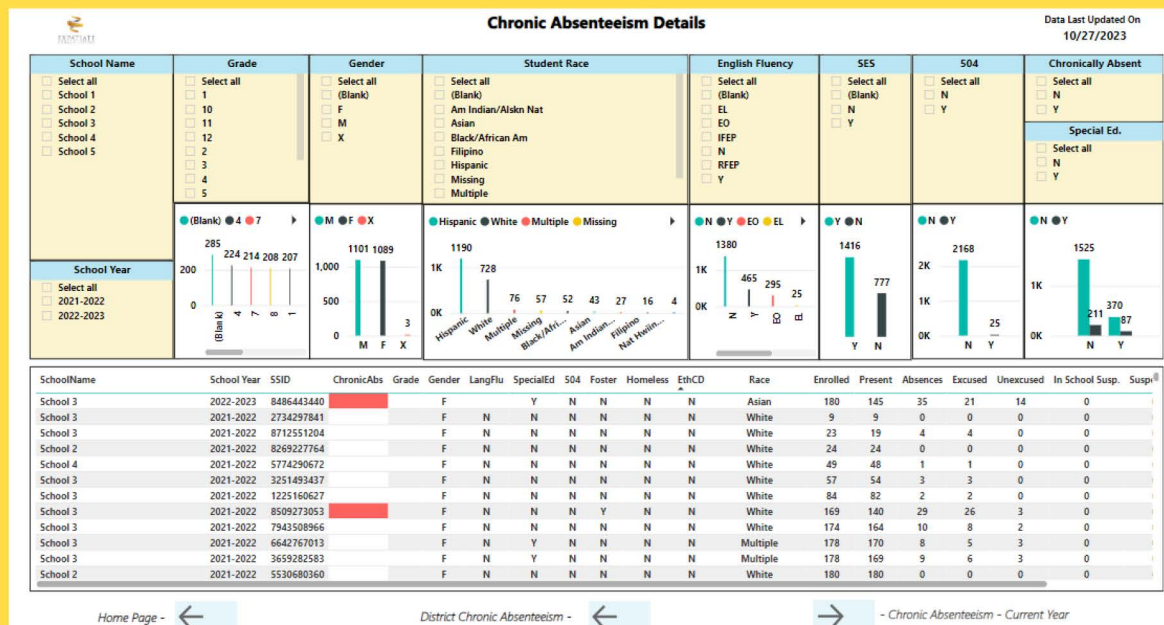 EXPATIATE
Chronic Absenteeism Details
Data Last Updated On
10/27/2023
School Name
Select all
School 1
School 2
School 3
School 4
School 5
School Year
Select all
2021-2022
2022-2023
Grade
Select all
1
10
11
12
2
3
4
5
(Blank) 4 7
285
224 214 208 207
200
0
(Blank) 4 7 8 1
Gender
Select all
(Blank)
F
M
X
M F X
1101 1089
1,000
500
3
0
M F X
Student Race
Select all
(Blank)
Am Indian/Alskn Nat
Asian
Black/African Am
Filipino
Hispanic
Missing
Multiple
Hispanic White Multiple Missing
1190
1K
728
76 57 52 43 27 16 4
0K
Hispanic White Multiple Missing Black/Afri... Asian Am Indian... Filipino Nat Hwiin...
English Fluency
Select all
(Blank)
EL
EO
IFEP
N
RFEP
Y
N Y EO EL
1380
1K
465 295
25
0K
N Y EO EL
SES
Select all
(Blank)
N
Y
Y N
1416
1K
777
0K
Y N
504
Select all
N
Y
N Y
2168
2K
1K
25
0K
N Y
Chronically Absent
Select all
N
Y
Special Ed.
Select all
N
Y
N Y
1525
1K
370
211 87
0K
N Y
SchoolName School Year SSID ChronicAbs Grade Gender LangFlu SpecialEd 504 Foster Homeless EthCD Race Enrolled Present Absences Excused Unexcused In School Susp. Suspe
School 3 2022-2023 8486443440 F Y N N N N Asian 180 145 35 21 14 0
School 3 2021-2022 2734297841 F N N N N N N White 9 9 0 0 0 0
School 3 2021-2022 8712551204 F N N N N N N White 23 19 4 4 0 0
School 2 2021-2022 8269227764 F N N N N N N White 24 24 0 0 0 0
School 4 2021-2022 5774290672 F N N N N N N White 49 48 1 1 0 0
School 3 2021-2022 3251493437 F N N N N N N White 57 54 3 3 0 0
School 3 2021-2022 1225160627 F N N N N N N White 84 82 2 2 0 0
School 3 2021-2022 8509273053 F N N N Y N N White 169 140 29 26 3 0
School 3 2021-2022 7943508966 F N N N N N N White 174 164 10 8 2 0
School 3 2021-2022 6642767013 F N Y N N N N Multiple 178 170 8 5 3 0
School 3 2021-2022 3659282583 F N Y N N N N Multiple 178 169 9 6 3 0
School 2 2021-2022 5530680360 F N N N N N N White 180 180 0 0 0 0
Home Page -
District Chronic Absenteeism -
- Chronic Absenteeism - Current Year